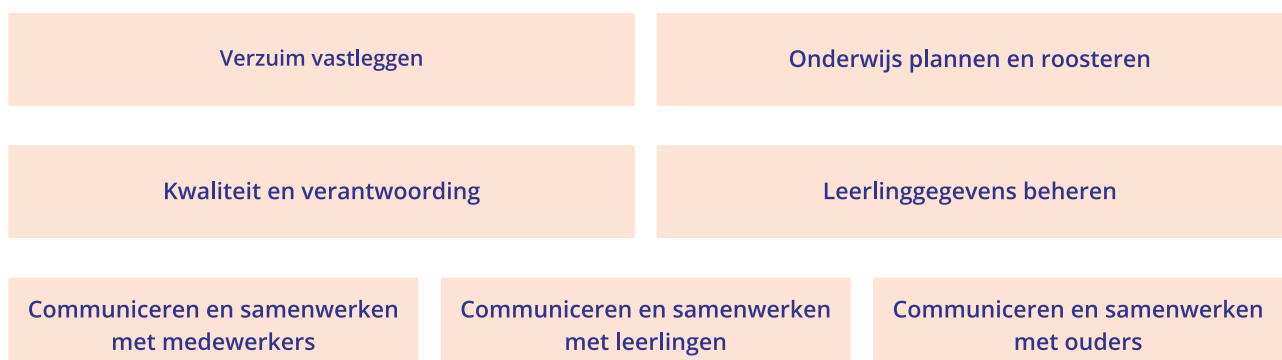 Verzuim vastleggen
Onderwijs plannen en roosteren
Kwaliteit en verantwoording
Leerlinggegevens beheren
Communiceren en samenwerken
met medewerkers
Communiceren en samenwerken
met leerlingen
Communiceren en samenwerken
met ouders